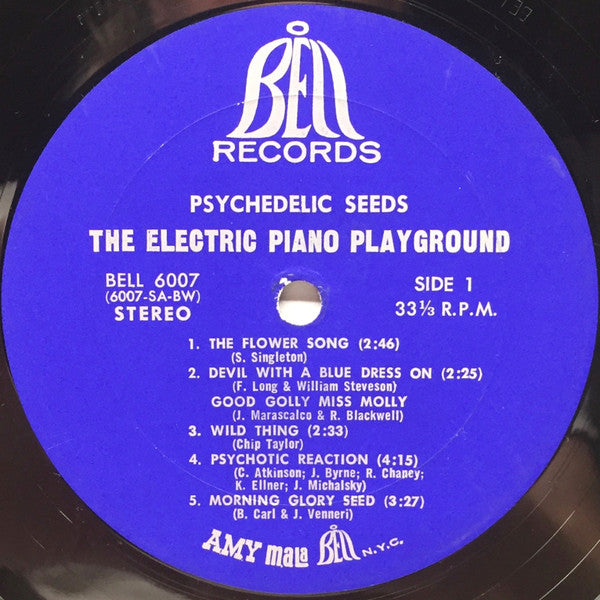 BELL
RECORDS
PSYCHEDELIC SEEDS
THE ELECTRIC PIANO PLAYGROUND
BELL 6007
(6007-SA-BW)
STEREO
SIDE 1
33⅓ R.P.M.
1. THE FLOWER SONG (2:46)
(S. Singleton)
2. DEVIL WITH A BLUE DRESS ON (2:25)
(F. Long & William Steveson)
GOOD GOLLY MISS MOLLY
(J. Marascalco & R. Blackwell)
3. WILD THING (2:33)
(Chip Taylor)
4. PSYCHOTIC REACTION (4:15)
(C. Atkinson; J. Byrne; R. Chaney;
K. Ellner; J. Michalsky)
5. MORNING GLORY SEED (3:27)
(B. Carl & J. Venneri)
AMY mala BELL N.Y.C.